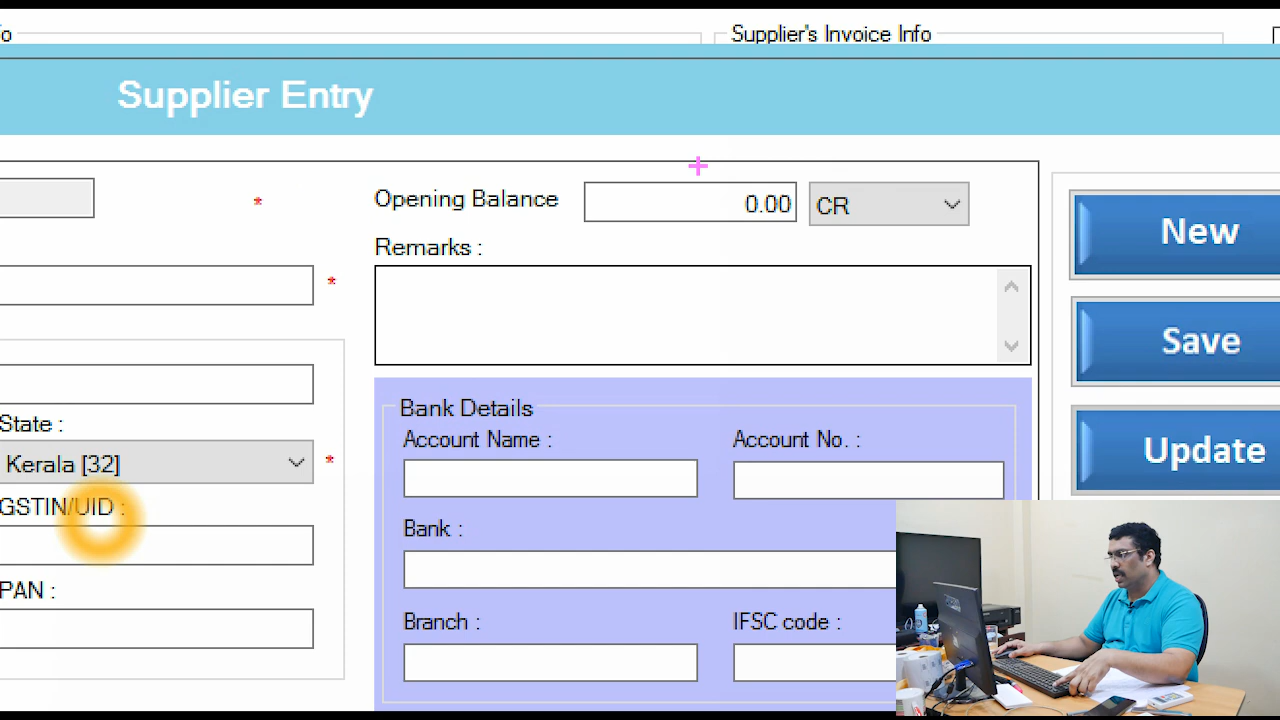 Supplier's Invoice Info
Supplier Entry
*
Opening Balance
0.00
CR
New
Remarks :
*
Save
Bank Details
State :
Account Name :
Account No. :
Kerala [32]
*
Update
GSTIN/UID :
Bank :
PAN :
Branch :
IFSC code :